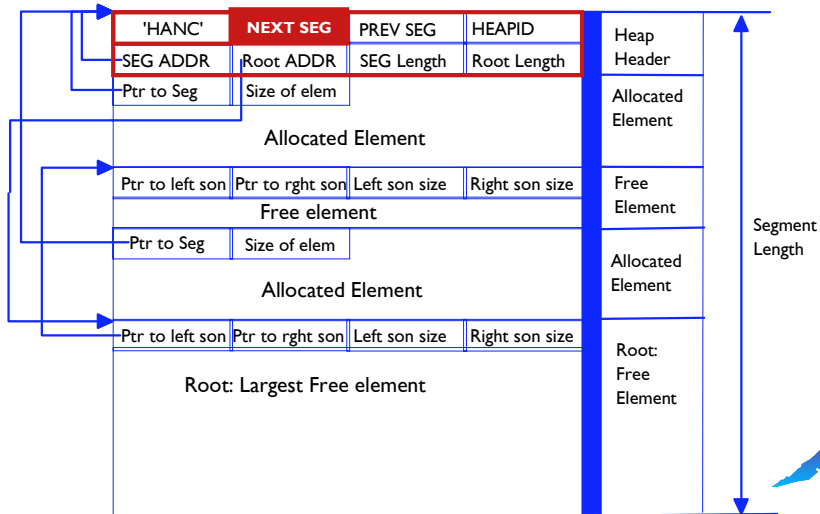 'HANC' NEXT SEG PREV SEG HEAPID
Heap
Header
SEG ADDR Root ADDR SEG Length Root Length
Ptr to Seg Size of elem
Allocated
Element
Allocated Element
Ptr to left son Ptr to rght son Left son size Right son size
Free
Element
Free element
Segment
Length
Ptr to Seg Size of elem
Allocated
Element
Allocated Element
Ptr to left son Ptr to rght son Left son size Right son size
Root:
Free
Element
Root: Largest Free element